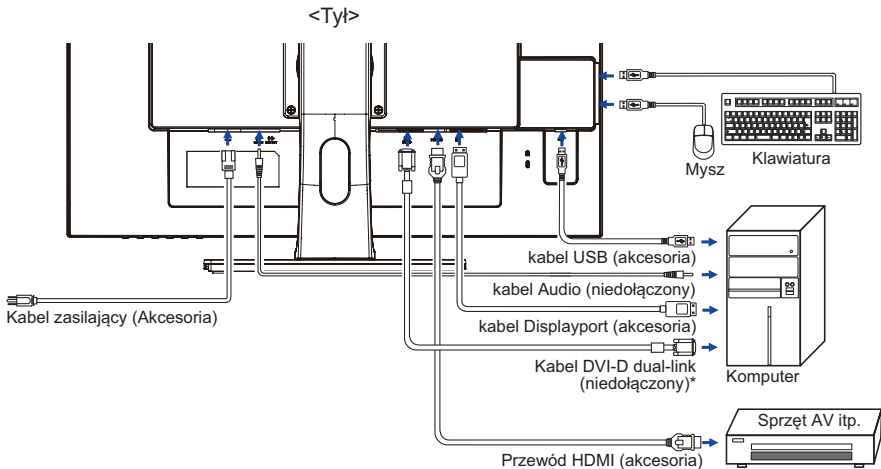 <Tył>
Klawiatura
Mysz
kabel USB (akcesoria)
kabel Audio (niedołączony)
Kabel zasilający (Akcesoria)
kabel Displayport (akcesoria)
Kabel DVI-D dual-link
(niedołączony)*
Komputer
Sprzęt AV itp.
Przewód HDMI (akcesoria)